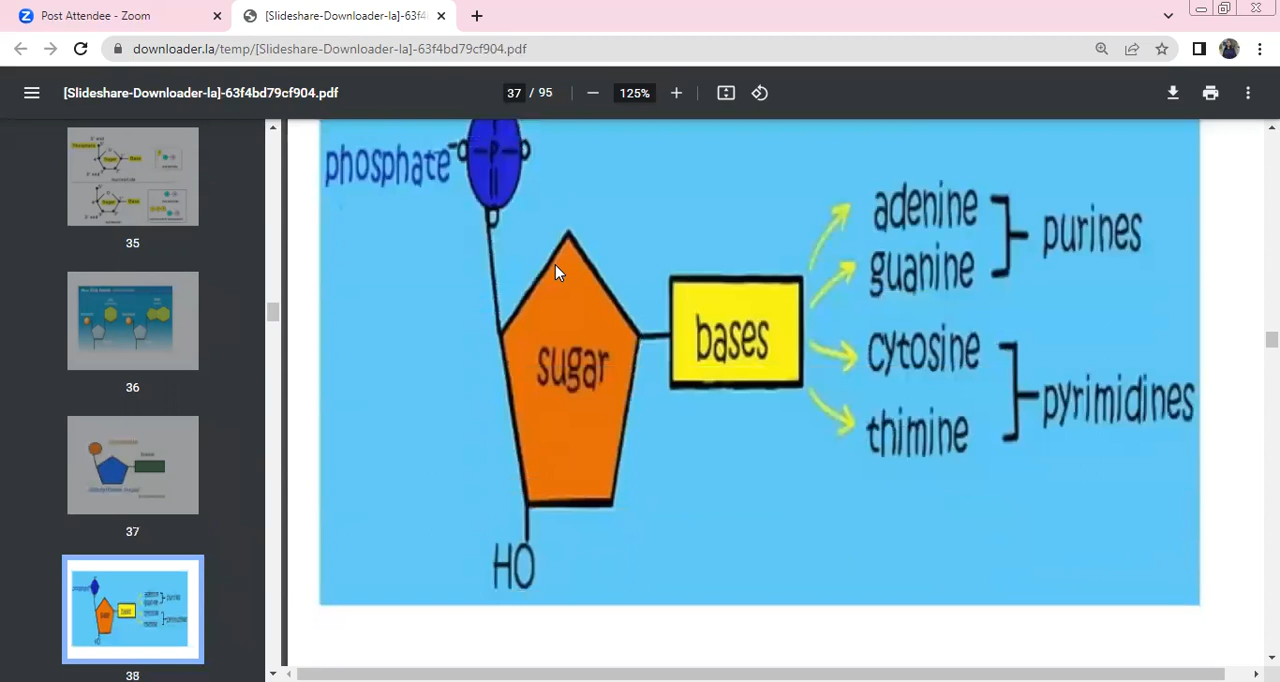 Post Attendee - Zoom
[Slideshare-Downloader-la]-63f4
downloader.la/temp/[Slideshare-Downloader-la]-63f4bd79cf904.pdf
[Slideshare-Downloader-la]-63f4bd79cf904.pdf
37 / 95
125%
35
36
37
38
phosphate
P
sugar
HO
bases
adenine
guanine
purines
cytosine
thimine
pyrimidines